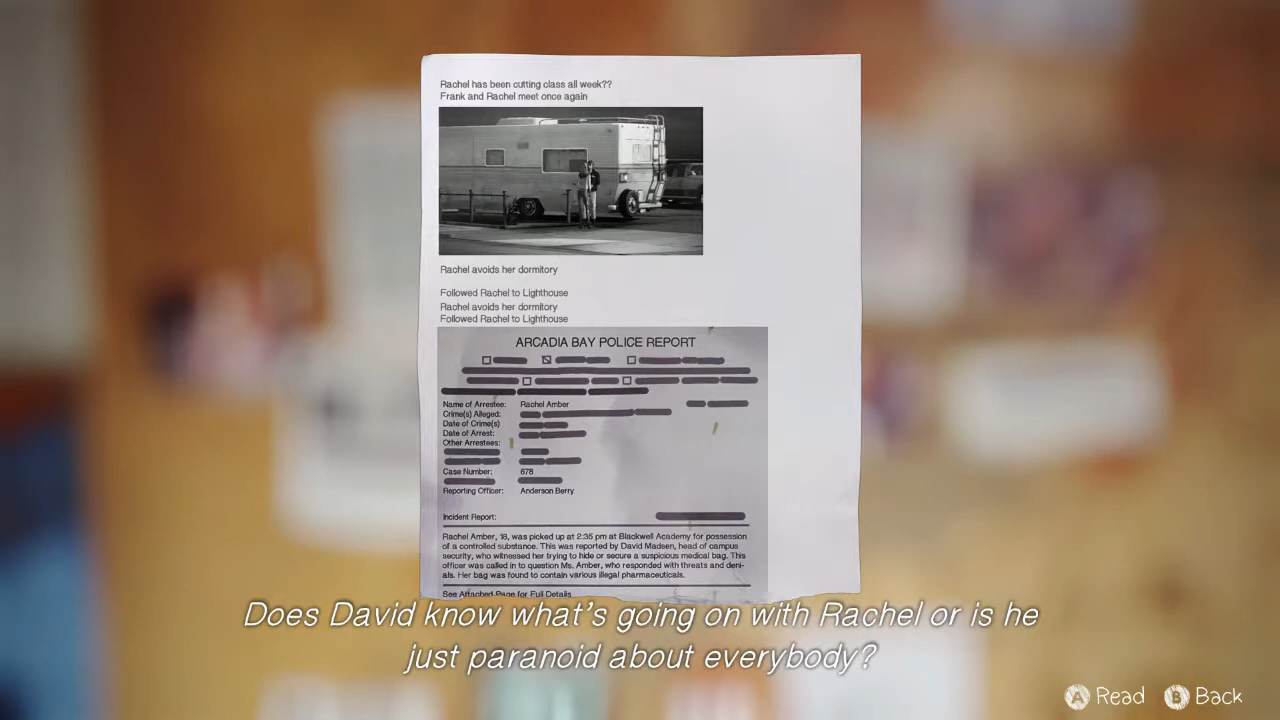 Rachel has been cutting class all week??
Frank and Rachel meet once again
Rachel avoids her dormitory
Followed Rachel to Lighthouse
Rachel avoids her dormitory
Followed Rachel to Lighthouse
ARCADIA BAY POLICE REPORT
Name of Arrestee: Rachel Amber
Crime(s) Alleged:
Date of Crime(s)
Date of Arrest:
Other Arrestees:
Case Number: 678
Reporting Officer: Anderson Berry
Incident Report:
Rachel Amber, 18, was picked up at 2:35 pm at Blackwell Academy for possession
of a controlled substance. This was reported by David Madsen, head of campus
security, who witnessed her trying to hide or secure a suspicious medical bag. This
officer was called in to question Ms. Amber, who responded with threats and deni-
als. Her bag was found to contain various illegal pharmaceuticals.
See Attached Page for Full Details
Does David know what's going on with Rachel or is he
just paranoid about everybody?
A Read B Back